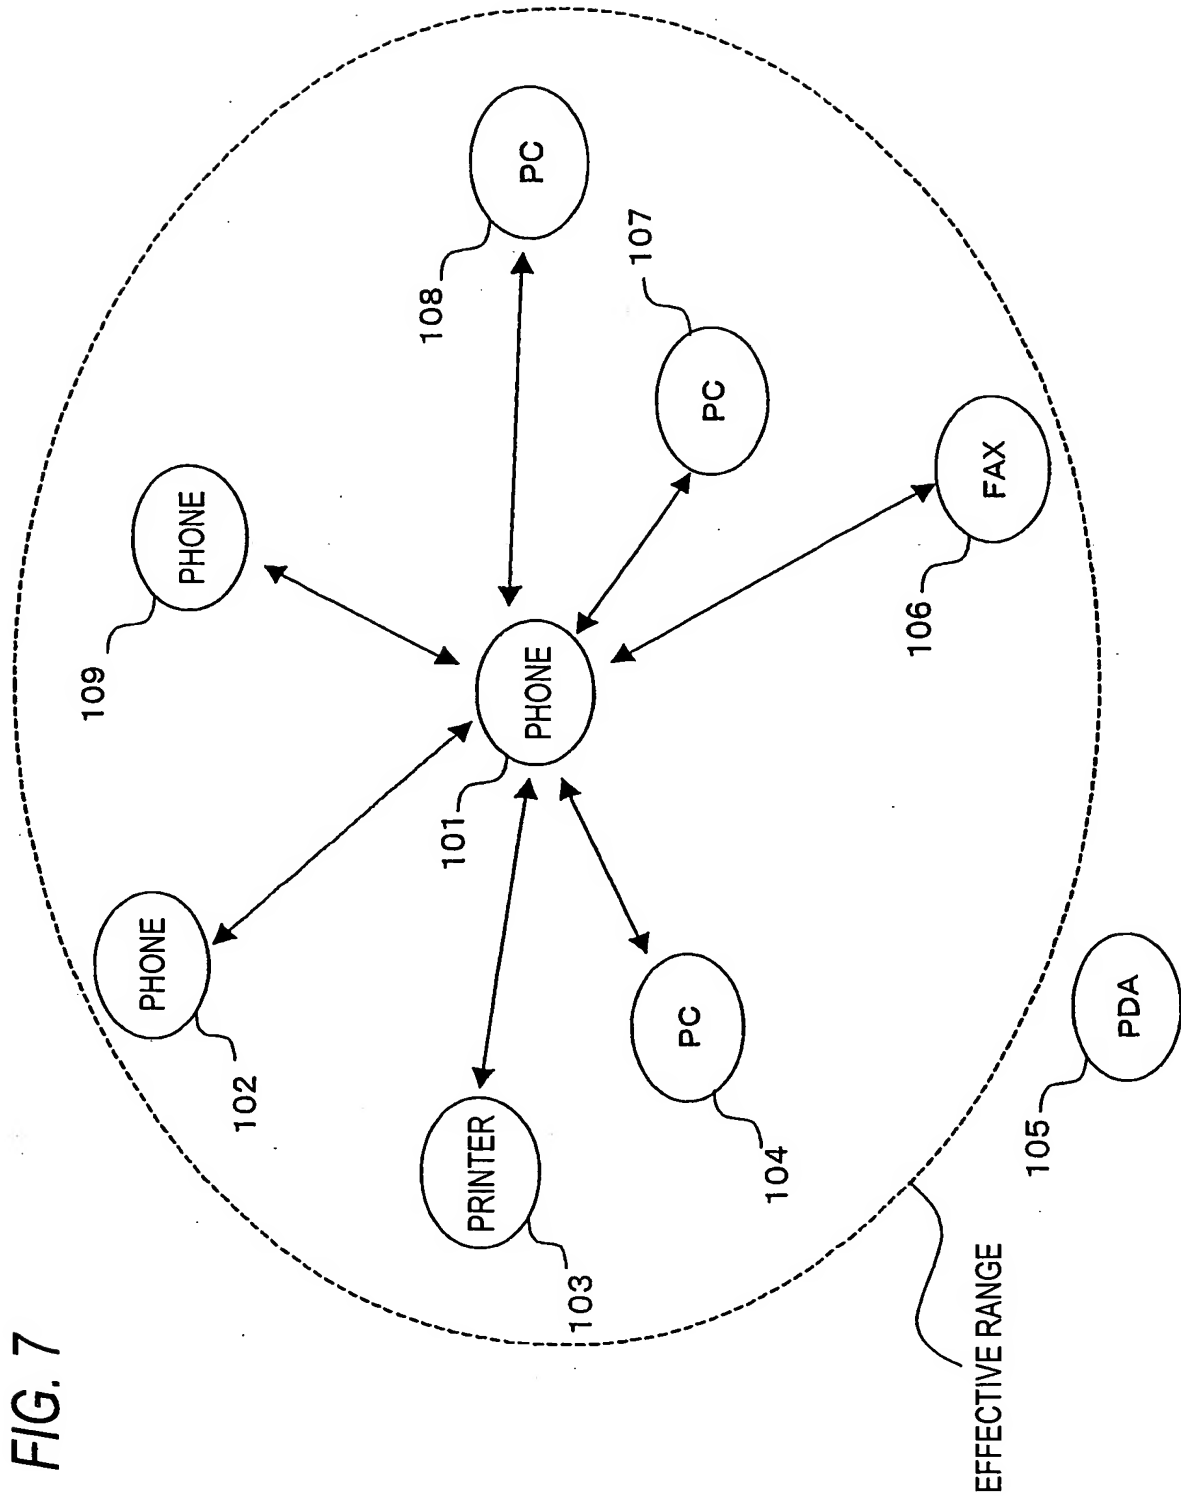 FIG. 7
PHONE
102
PHONE
109
PRINTER
103
PHONE
101
PC
108
PC
104
PC
107
PDA
105
FAX
106
EFFECTIVE RANGE